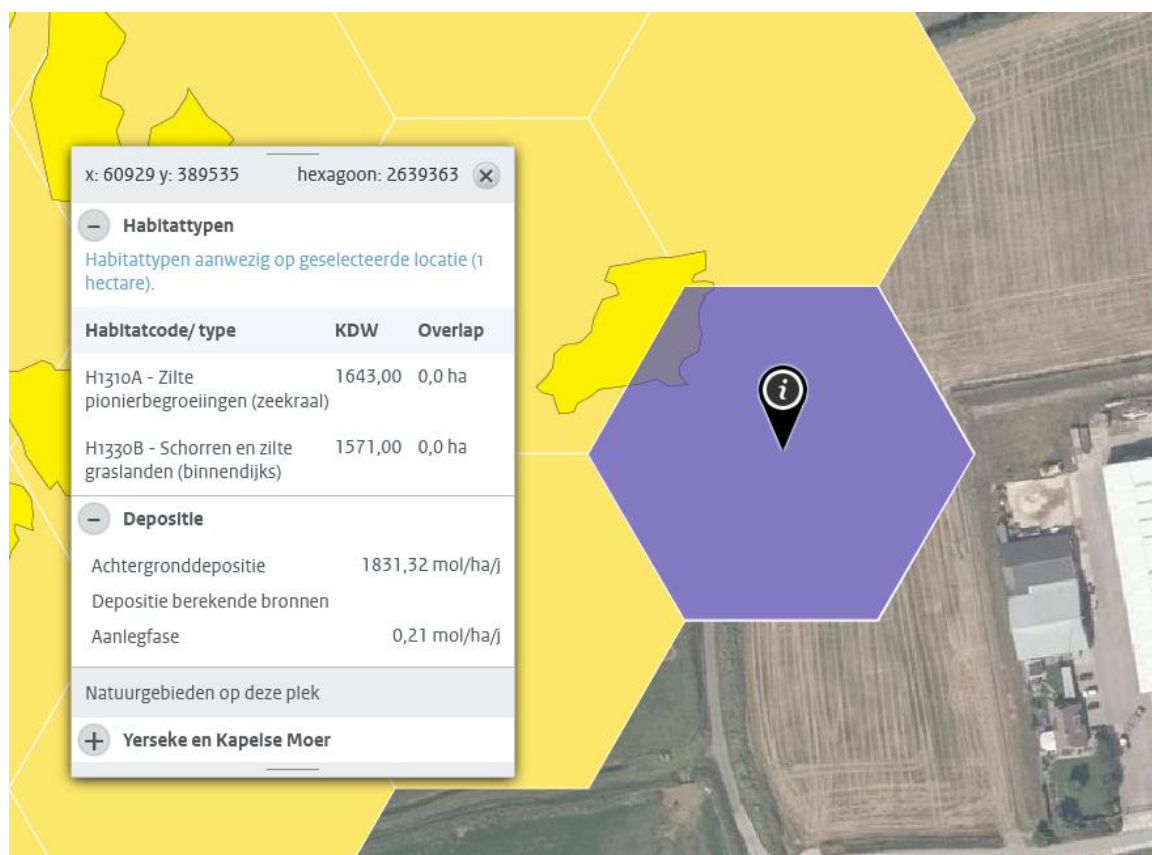 x: 60929 y: 389535 hexagoon: 2639363
Habitattypen
Habitattypen aanwezig op geselecteerde locatie (1
hectare).
Habitatcode/ type KDW Overlap
H1310A - Zilte 1643,00 0,0 ha
pionierbegroeiingen (zeekraal)
H1330B - Schorren en zilte 1571,00 0,0 ha
graslanden (binnendijks)
Depositie
Achtergronddepositie 1831,32 mol/ha/j
Depositie berekende bronnen
Aanlegfase 0,21 mol/ha/j
Natuurgebieden op deze plek
Yerseke en Kapelse Moer